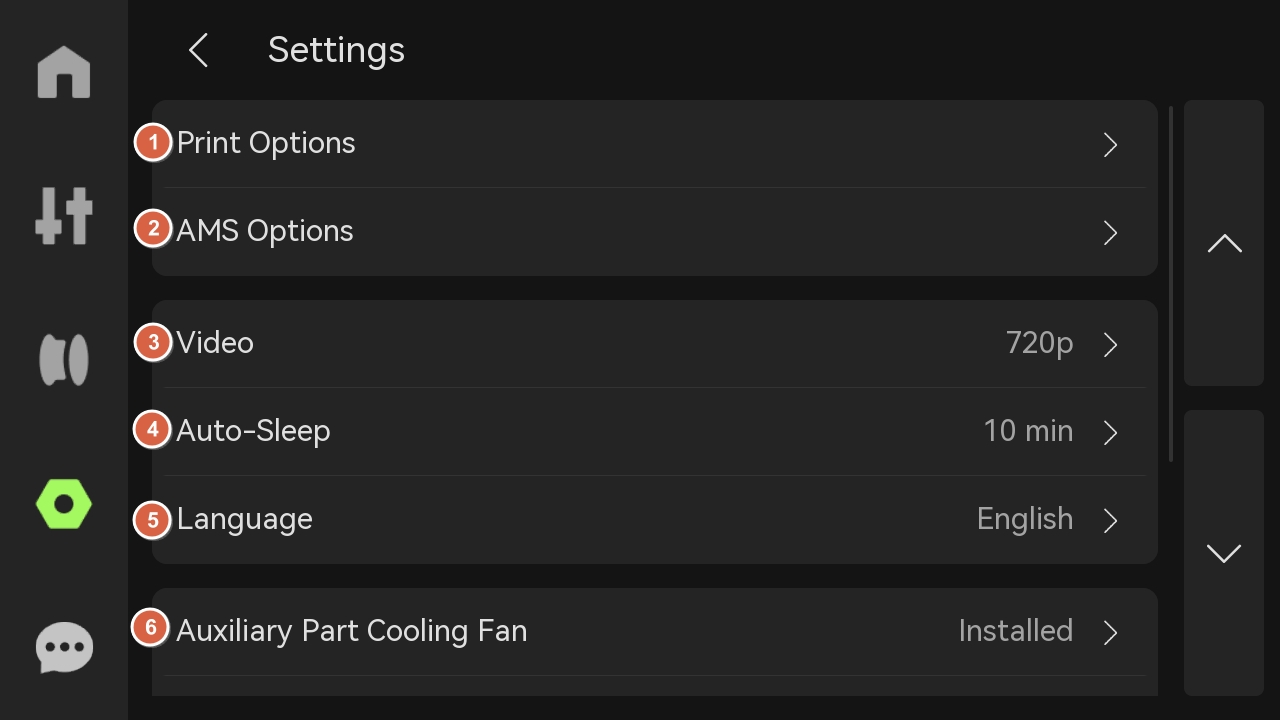 Settings
1 Print Options
2 AMS Options
3 Video 720p
4 Auto-Sleep 10 min
5 Language English
6 Auxiliary Part Cooling Fan Installed